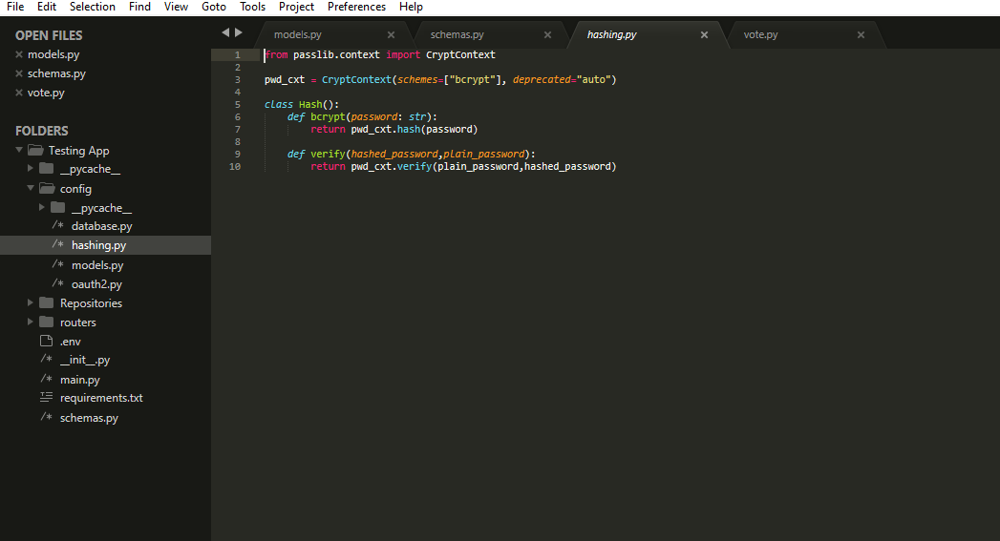 File Edit Selection Find View Goto Tools Project Preferences Help
OPEN FILES
models.py
schemas.py
vote.py
FOLDERS
Testing App
__pycache__
config
__pycache__
database.py
hashing.py
models.py
oauth2.py
Repositories
routers
.env
__init__.py
main.py
requirements.txt
schemas.py
models.py schemas.py hashing.py vote.py
1 from passlib.context import CryptContext
2
3 pwd_cxt = CryptContext(schemes=["bcrypt"], deprecated="auto")
4
5 class Hash():
6     def bcrypt(password: str):
7         return pwd_cxt.hash(password)
8
9     def verify(hashed_password,plain_password):
10         return pwd_cxt.verify(plain_password,hashed_password)